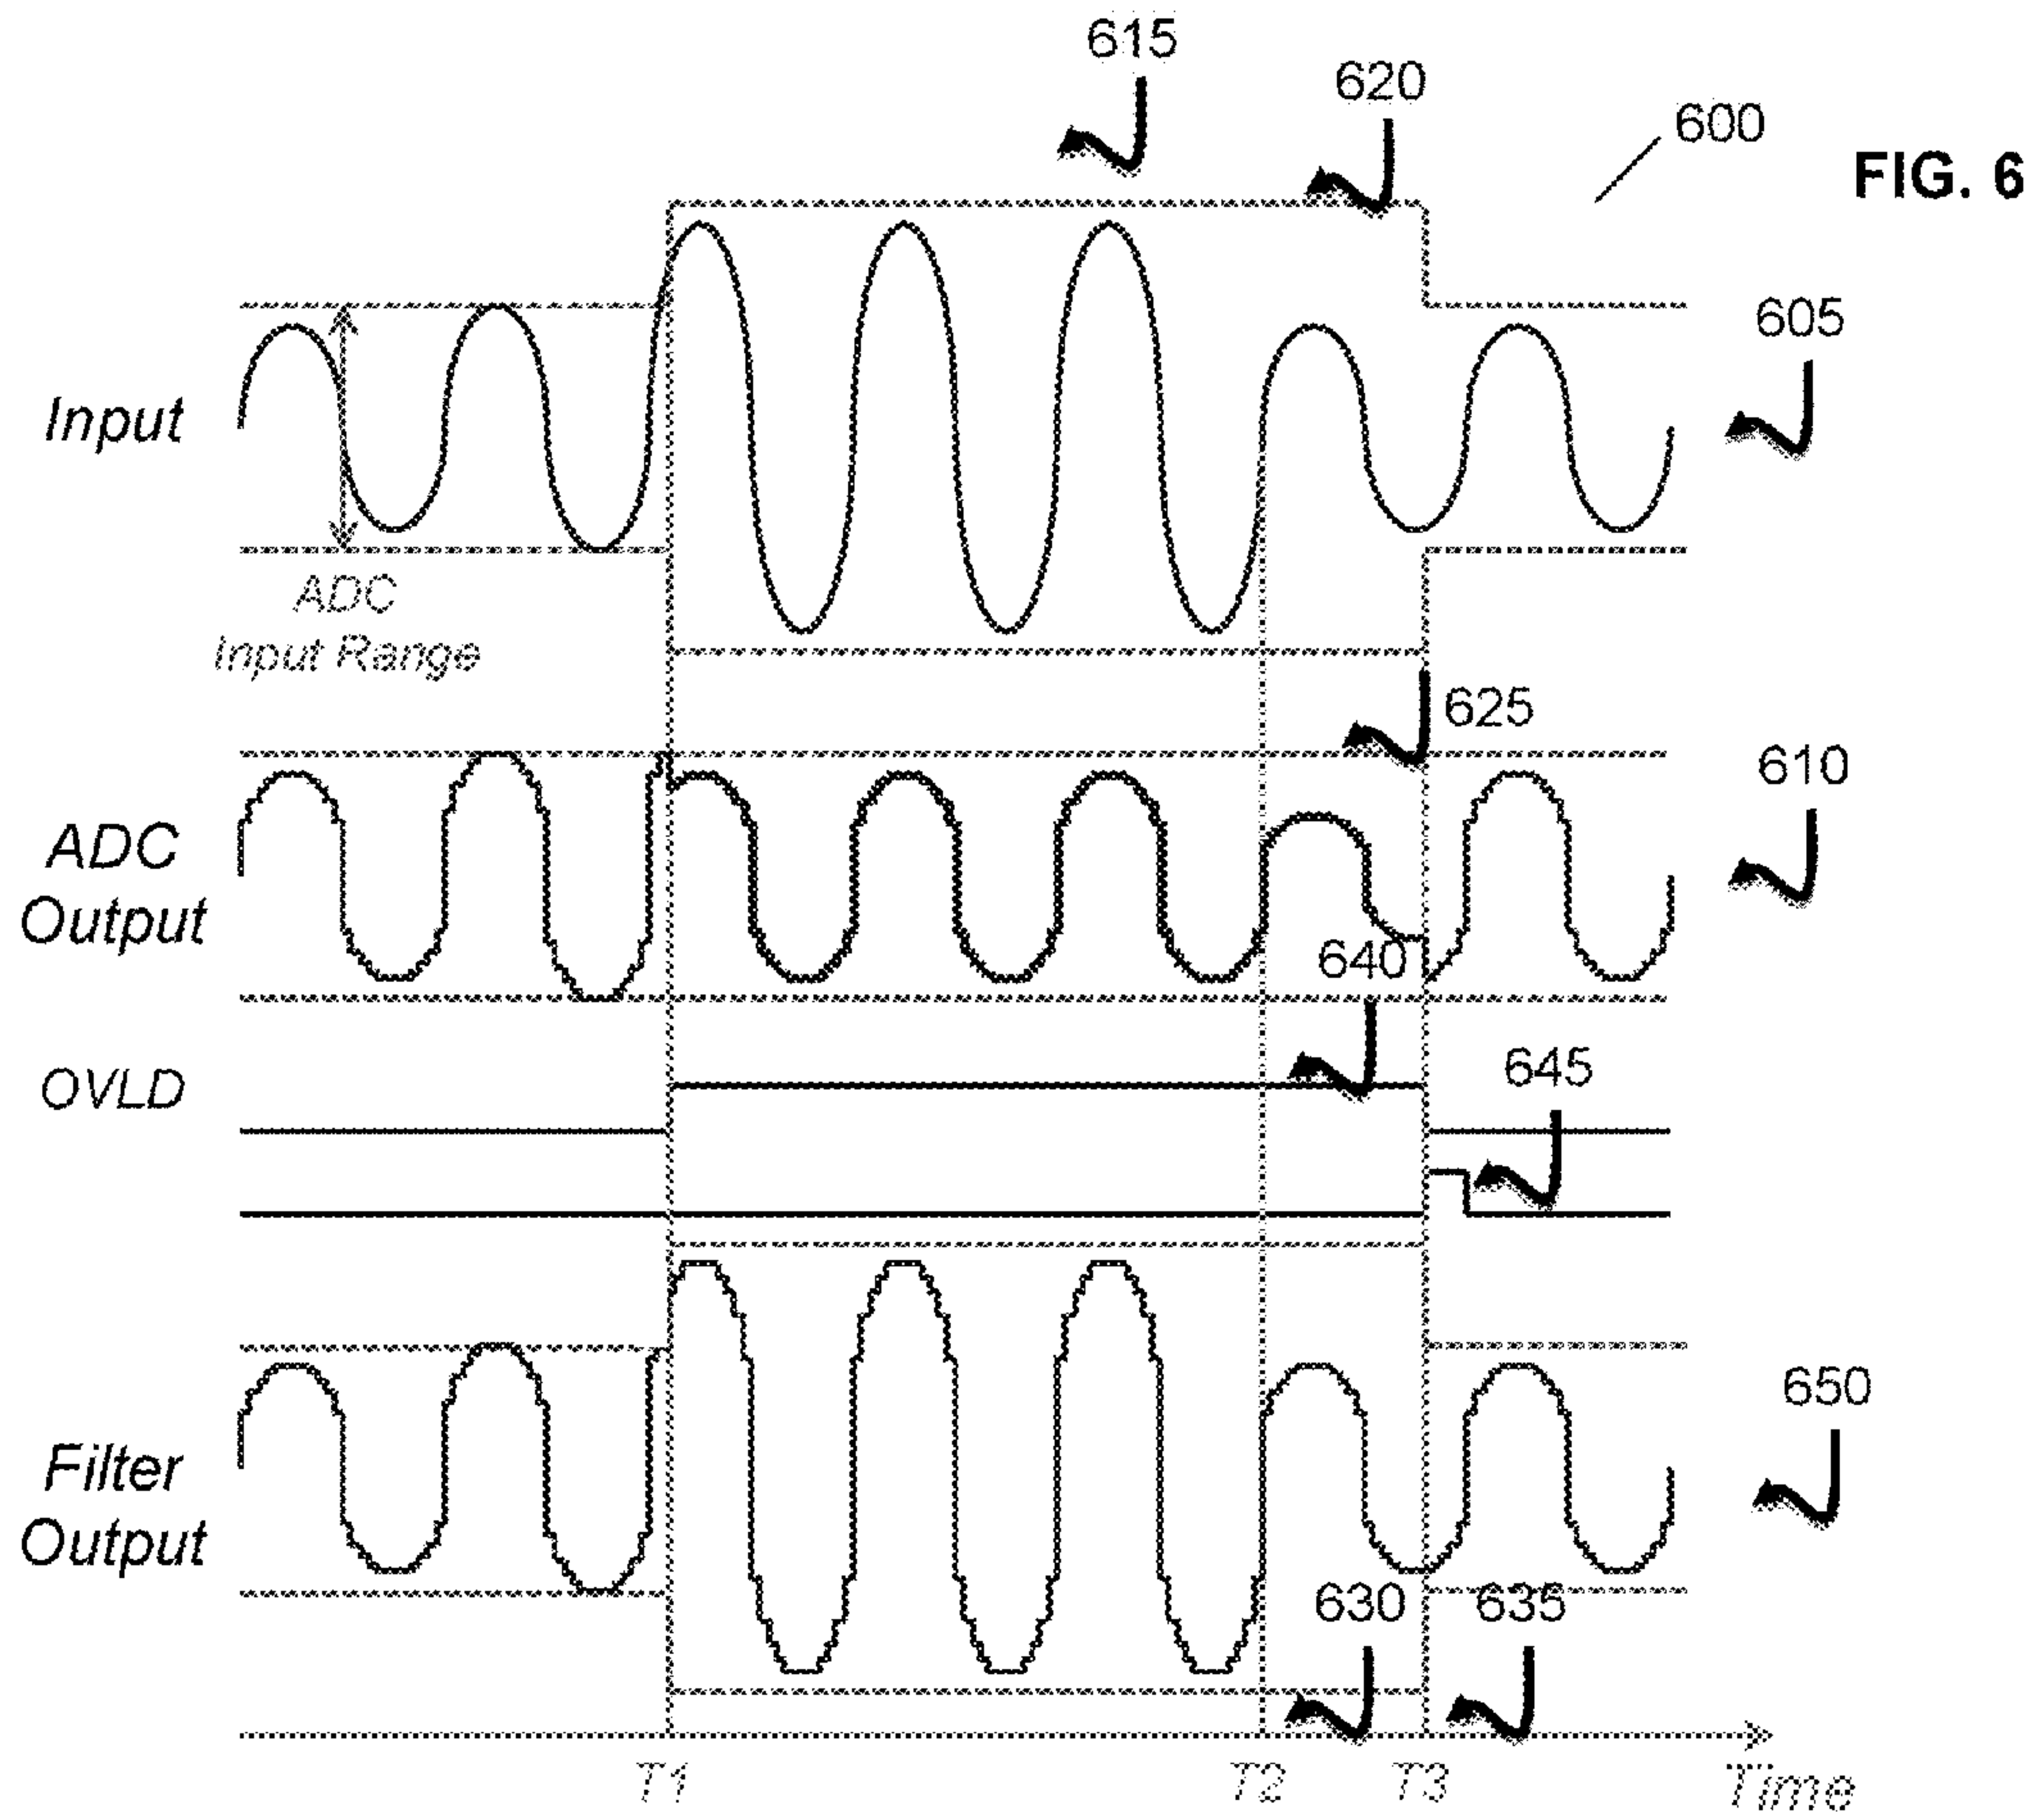 615
620
600
FIG. 6
605
Input
ADC
Input Range
625
610
ADC
Output
640
OVLD
645
650
Filter
Output
630
635
T1
T2
T3
Time